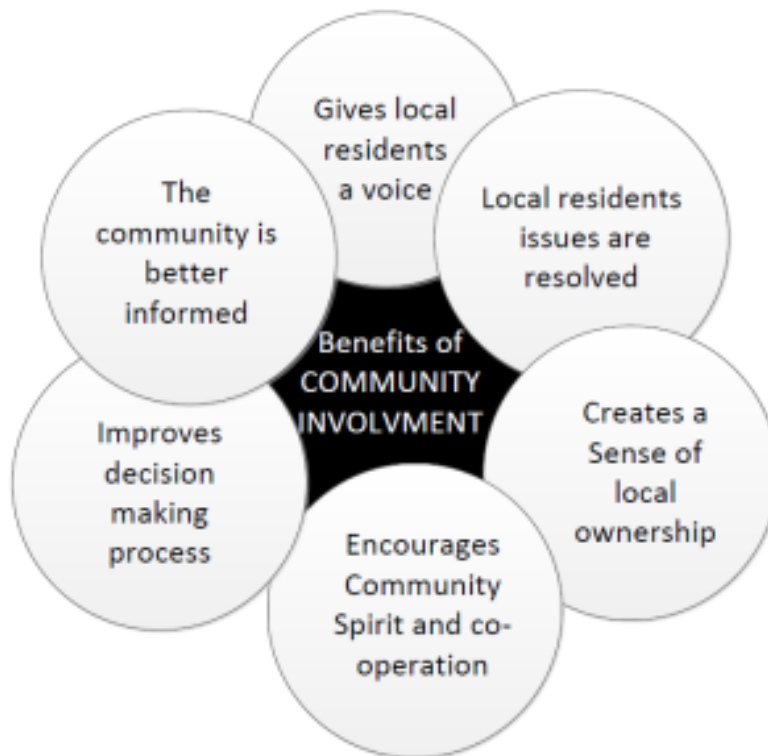 Gives local
residents
a voice
Local residents
issues are
resolved
Creates a
Sense of
local
ownership
Encourages
Community
Spirit and co-
operation
Improves
decision
making
process
The
community is
better
informed
Benefits of
COMMUNITY
INVOLVMENT